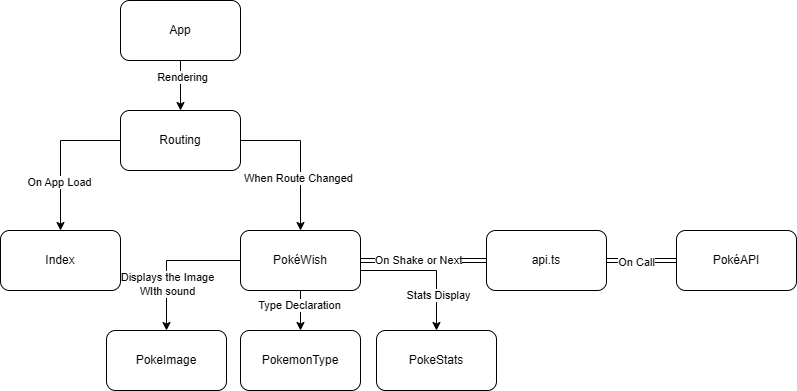 App
Rendering
Routing
On App Load
When Route Changed
Index
PokéWish
On Shake or Next
api.ts
On Call
PokéAPI
Displays the Image
WIth sound
Type Declaration
Stats Display
PokeImage
PokemonType
PokeStats